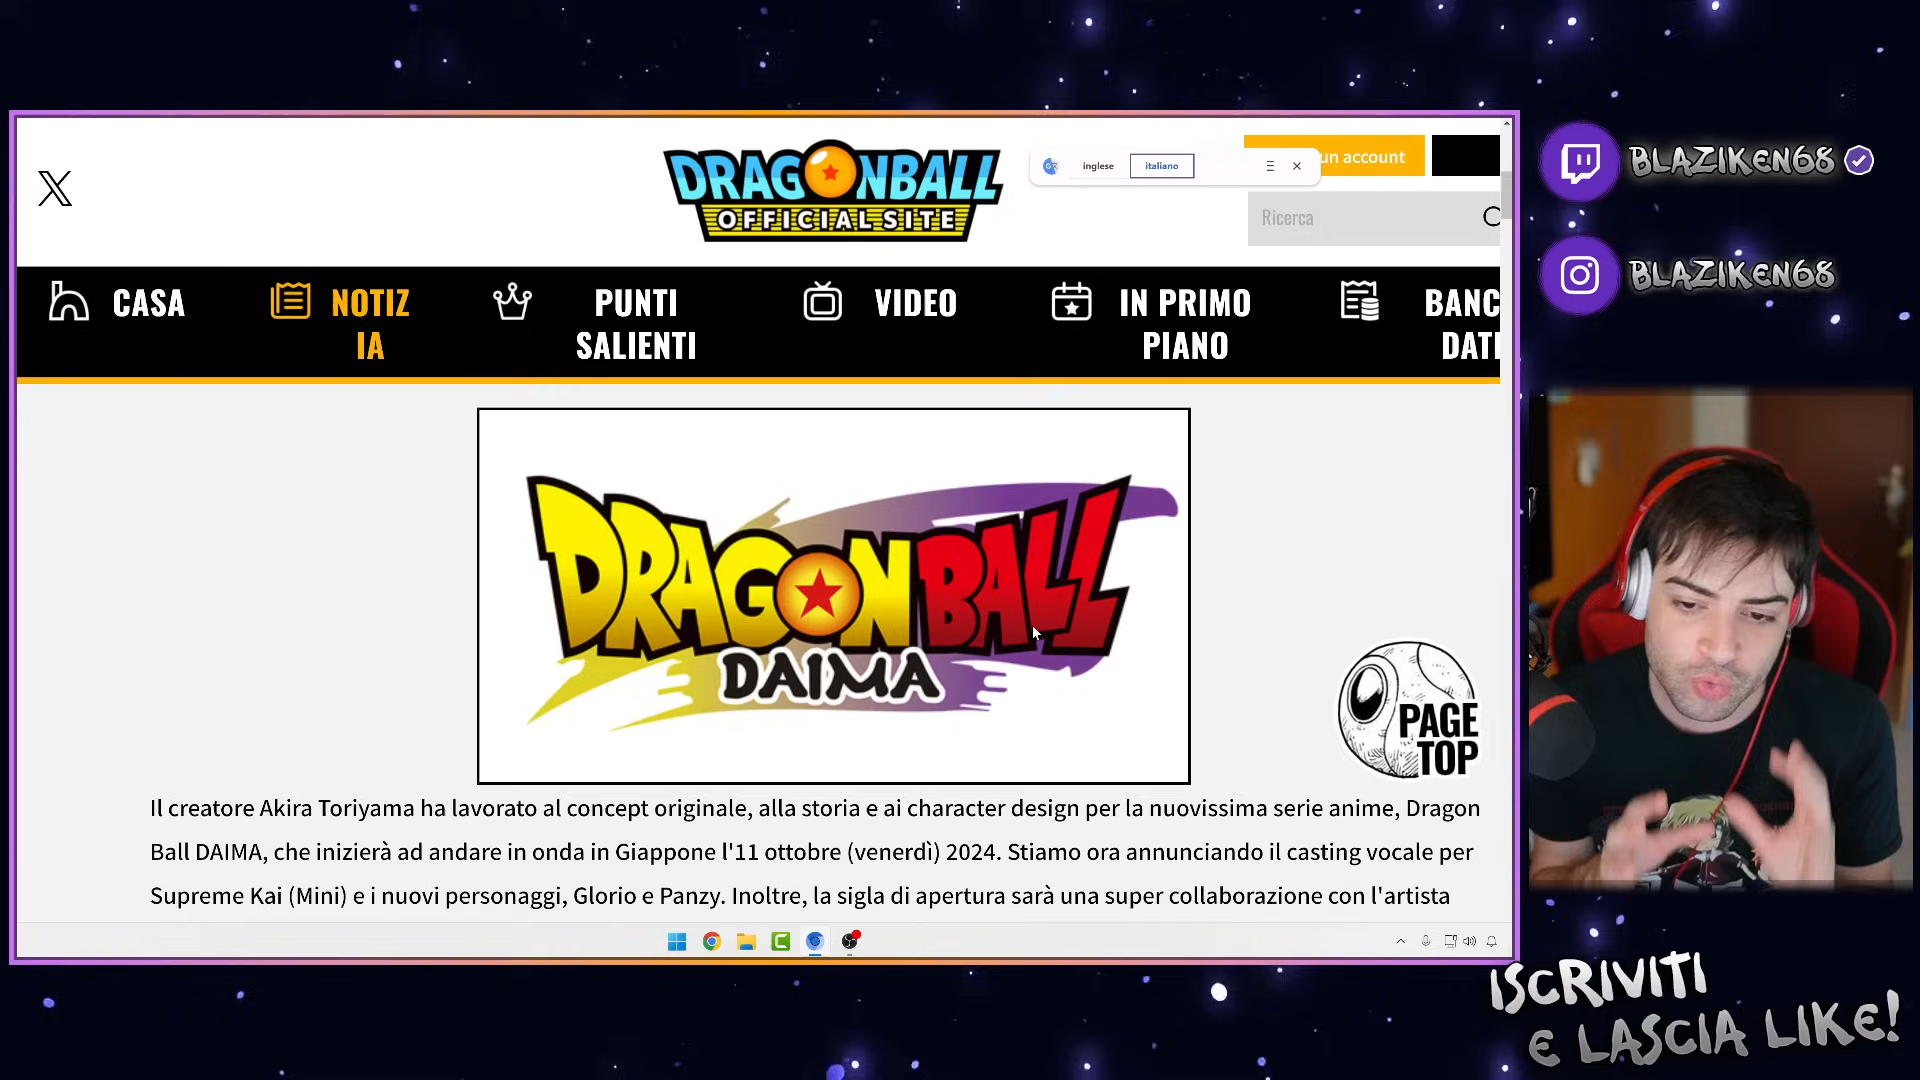 DRAGONBALL
OFFICIAL SITE
inglese
italiano
un account
Ricerca
CASA
NOTIZ
IA
PUNTI
SALIENTI
VIDEO
IN PRIMO
PIANO
BANC
DATI
DRAGON BALL
DAIMA
PAGE
TOP
Il creatore Akira Toriyama ha lavorato al concept originale, alla storia e ai character design per la nuovissima serie anime, Dragon
Ball DAIMA, che inizierà ad andare in onda in Giappone l'11 ottobre (venerdì) 2024. Stiamo ora annunciando il casting vocale per
Supreme Kai (Mini) e i nuovi personaggi, Glorio e Panzy. Inoltre, la sigla di apertura sarà una super collaborazione con l'artista
BLAZIKEN68
BLAZIKEN68
ISCRIVITI
E LASCIA LIKE!